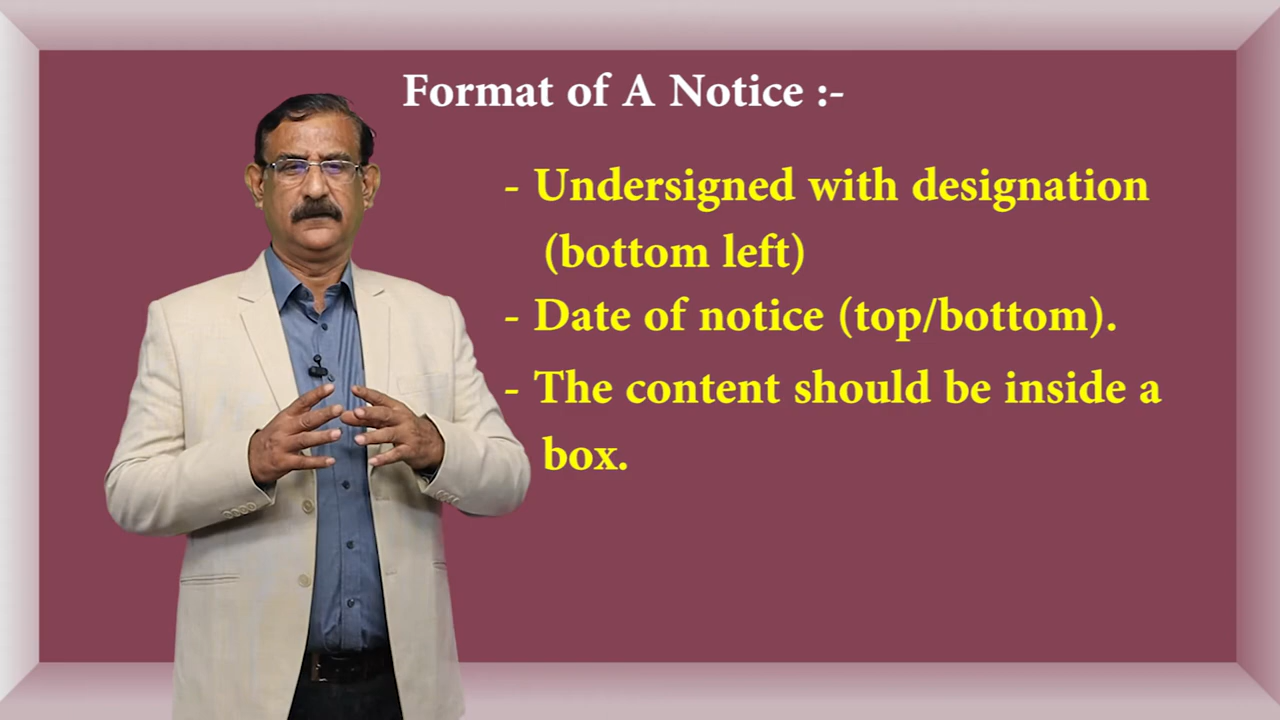 Format of A Notice :-
- Undersigned with designation
(bottom left)
- Date of notice (top/bottom).
- The content should be inside a
box.